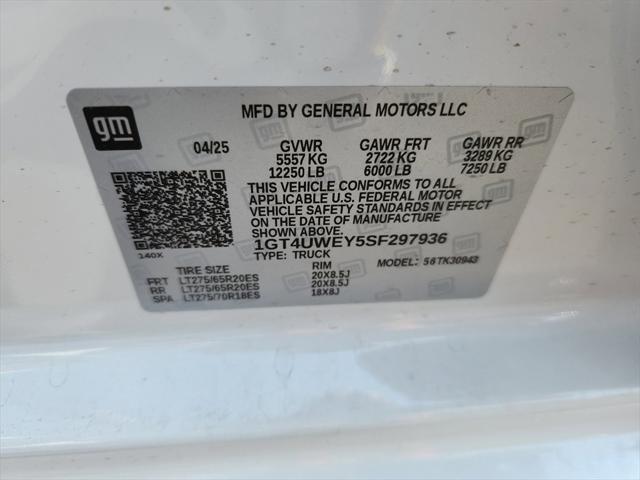 gm
MFD BY GENERAL MOTORS LLC
04/25 GVWR GAWR FRT GAWR RR
5557 KG 2722 KG 3289 KG
12250 LB 6000 LB 7250 LB
THIS VEHICLE CONFORMS TO ALL
APPLICABLE U.S. FEDERAL MOTOR
VEHICLE SAFETY STANDARDS IN EFFECT
ON THE DATE OF MANUFACTURE
SHOWN ABOVE.
1GT4UWEY5SF297936
140X TYPE: TRUCK MODEL: 56TK30943
TIRE SIZE RIM
FRT LT275/65R20ES 20X8.5J
RR LT275/65R20ES 20X8.5J
SPA LT275/70R18ES 18X8J